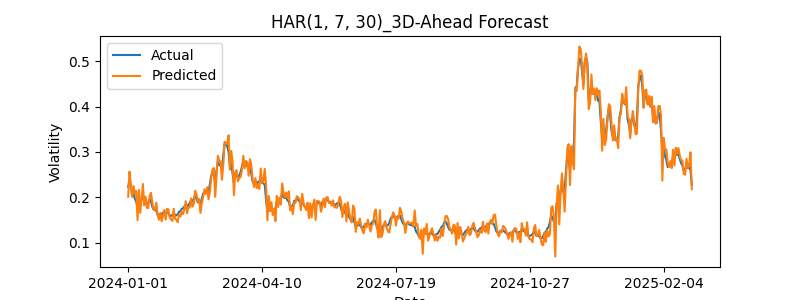 HAR(1, 7, 30)_3D-Ahead Forecast
Actual
Predicted
Volatility
0.5
0.4
0.3
0.2
0.1
2024-01-01
2024-04-10
2024-07-19
2024-10-27
2025-02-04
Date